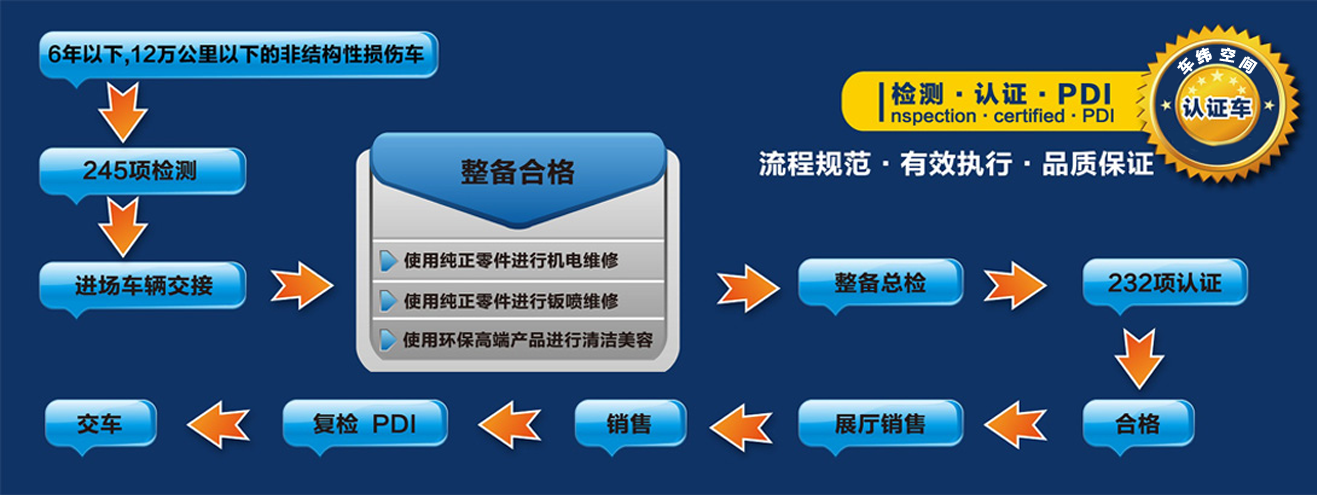 6年以下,12万公里以下的非结构性损伤车
车纬空间
认证车
检测·认证·PDI
Inspection·certified·PDI
流程规范·有效执行·品质保证
245项检测
进场车辆交接
整备合格
使用纯正零件进行机电维修
使用纯正零件进行钣喷维修
使用环保高端产品进行清洁美容
整备总检
232项认证
交车
复检 PDI
销售
展厅销售
合格